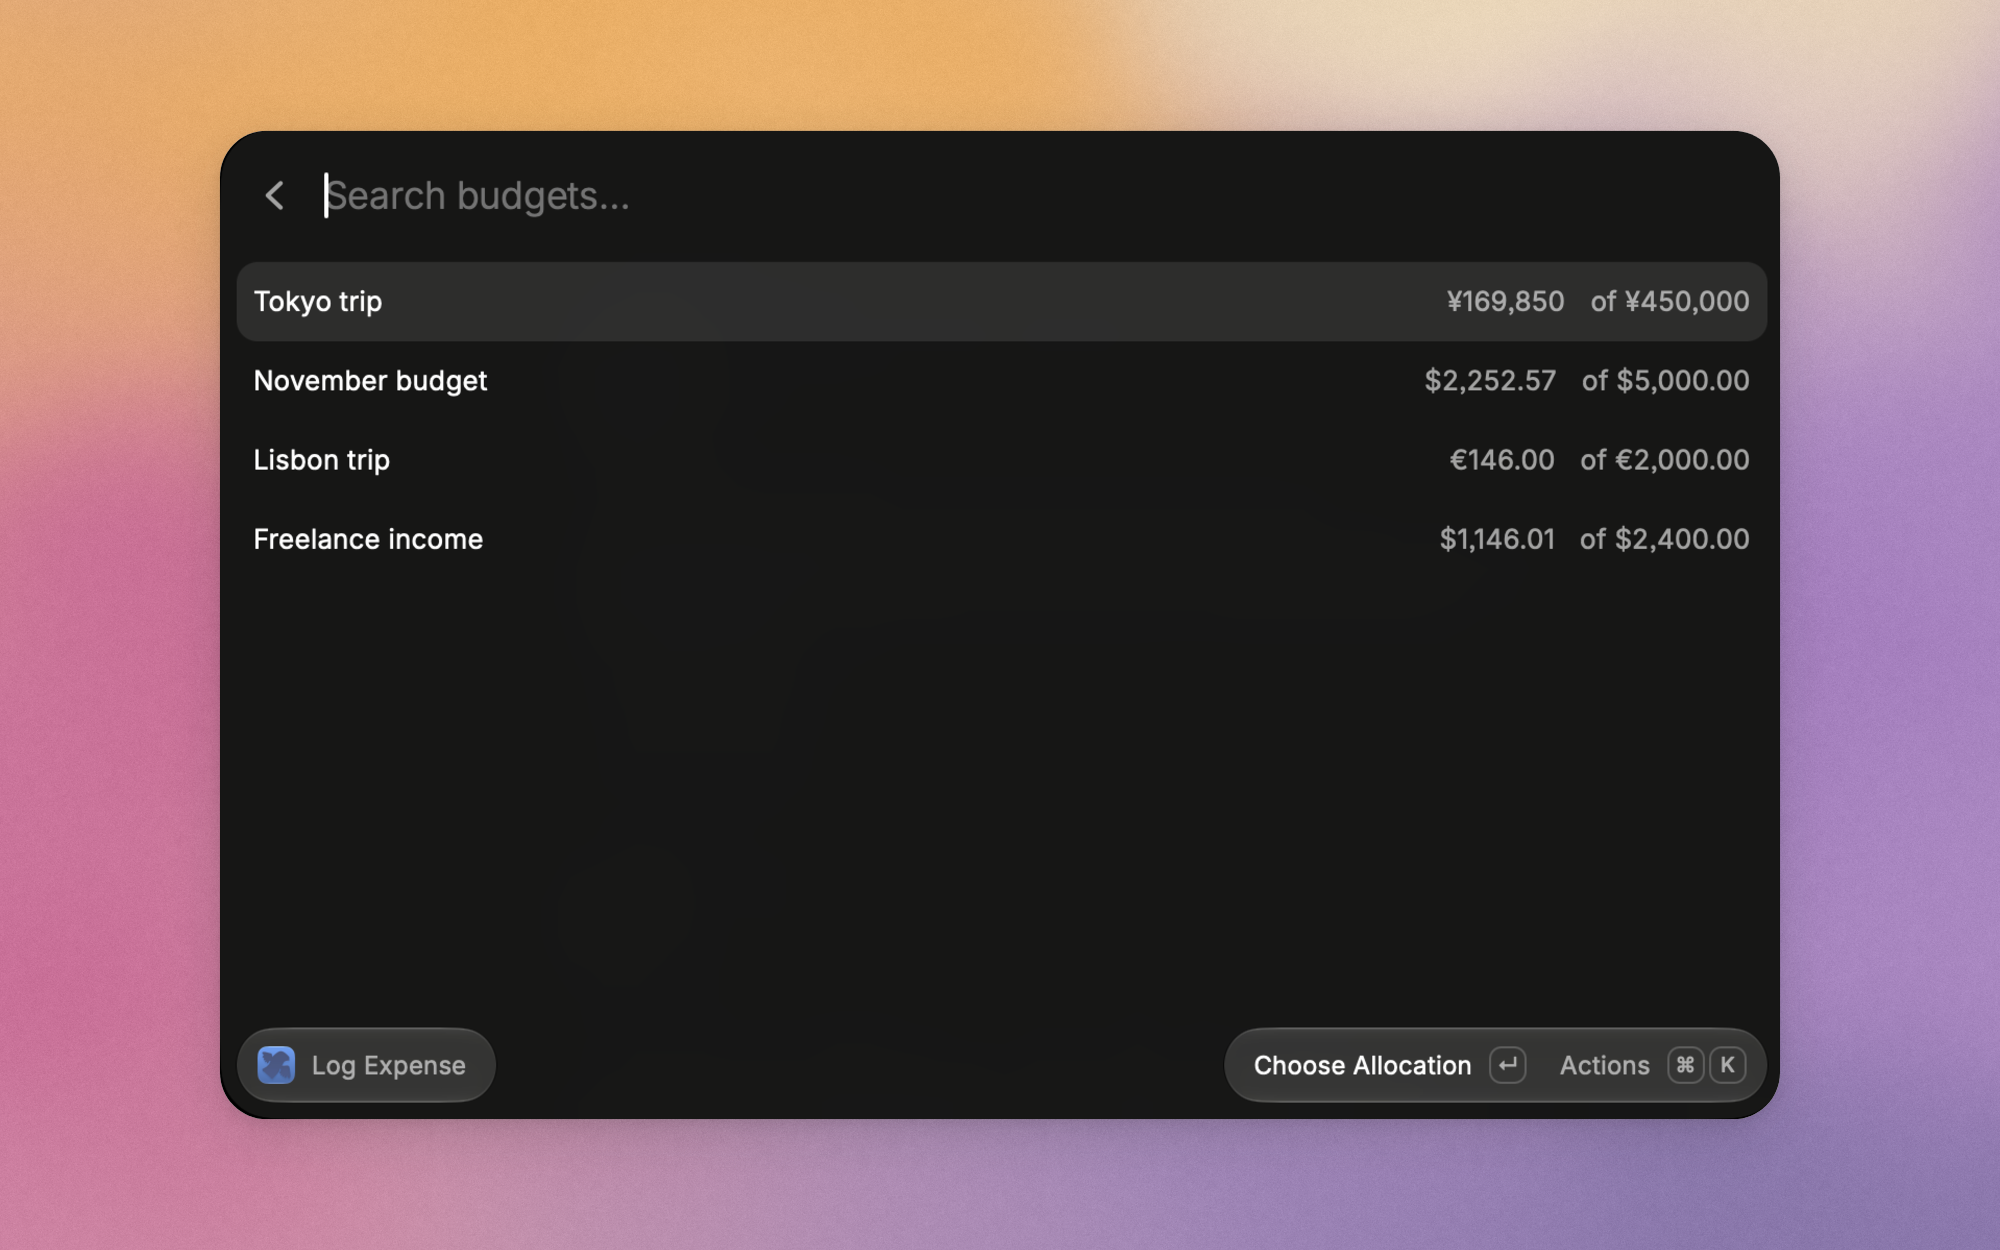 Search budgets...
Tokyo trip ¥169,850 of ¥450,000
November budget $2,252.57 of $5,000.00
Lisbon trip €146.00 of €2,000.00
Freelance income $1,146.01 of $2,400.00
Log Expense Choose Allocation ↵ Actions ⌘ K